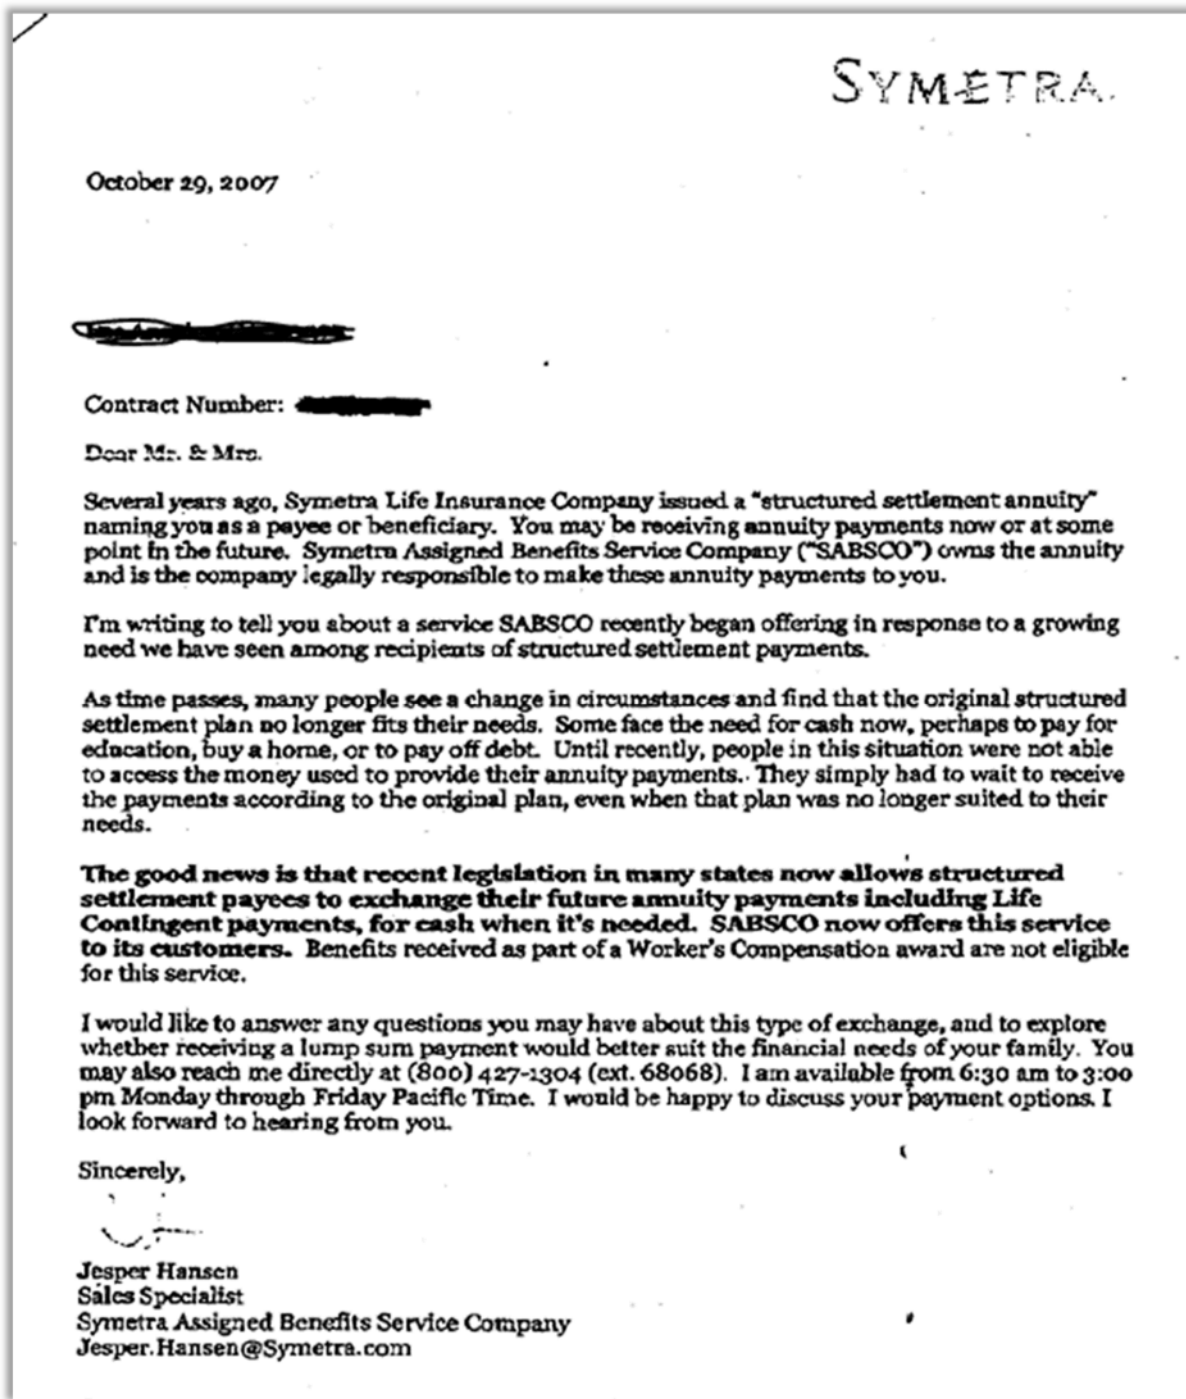 SYMETRA.
October 29, 2007
Contract Number:
Dear Mr. & Mrs.
Several years ago, Symetra Life Insurance Company issued a "structured settlement annuity"
naming you as a payee or beneficiary. You may be receiving annuity payments now or at some
point in the future. Symetra Assigned Benefits Service Company ("SABSCO") owns the annuity
and is the company legally responsible to make these annuity payments to you.
I'm writing to tell you about a service SABSCO recently began offering in response to a growing
need we have seen among recipients of structured settlement payments.
As time passes, many people see a change in circumstances and find that the original structured
settlement plan no longer fits their needs. Some face the need for cash now, perhaps to pay for
education, buy a home, or to pay off debt. Until recently, people in this situation were not able
to access the money used to provide their annuity payments. They simply had to wait to receive
the payments according to the original plan, even when that plan was no longer suited to their
needs.
The good news is that recent legislation in many states now allows structured
settlement payees to exchange their future annuity payments including Life
Contingent payments, for cash when it's needed. SABSCO now offers this service
to its customers. Benefits received as part of a Worker's Compensation award are not eligible
for this service.
I would like to answer any questions you may have about this type of exchange, and to explore
whether receiving a lump sum payment would better suit the financial needs of your family. You
may also reach me directly at (800) 427-1304 (ext. 68068). I am available from 6:30 am to 3:00
pm Monday through Friday Pacific Time. I would be happy to discuss your payment options. I
look forward to hearing from you.
Sincerely,
Jesper Hansen
Sales Specialist
Symetra Assigned Benefits Service Company
Jesper.Hansen@Symetra.com